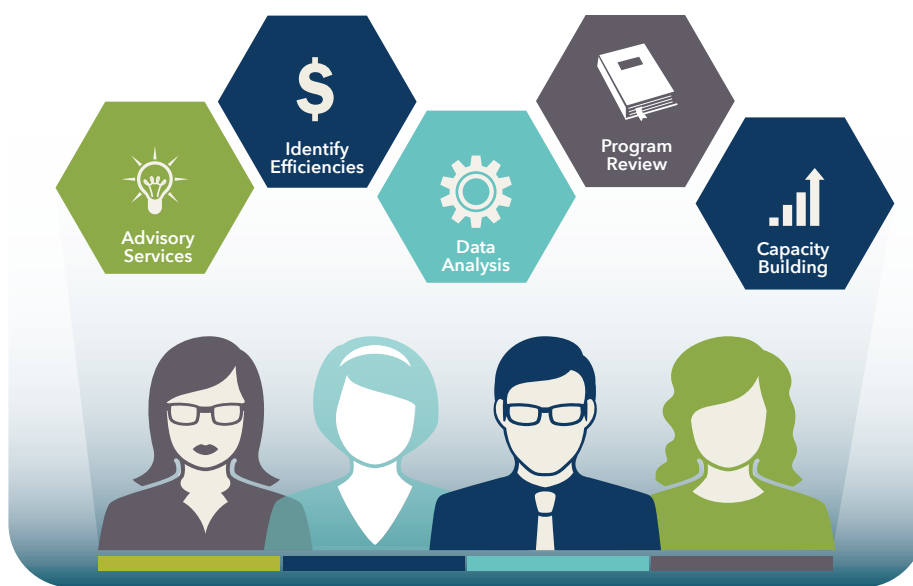 Advisory
Services
$
Identify
Efficiencies
Data
Analysis
Program
Review
Capacity
Building